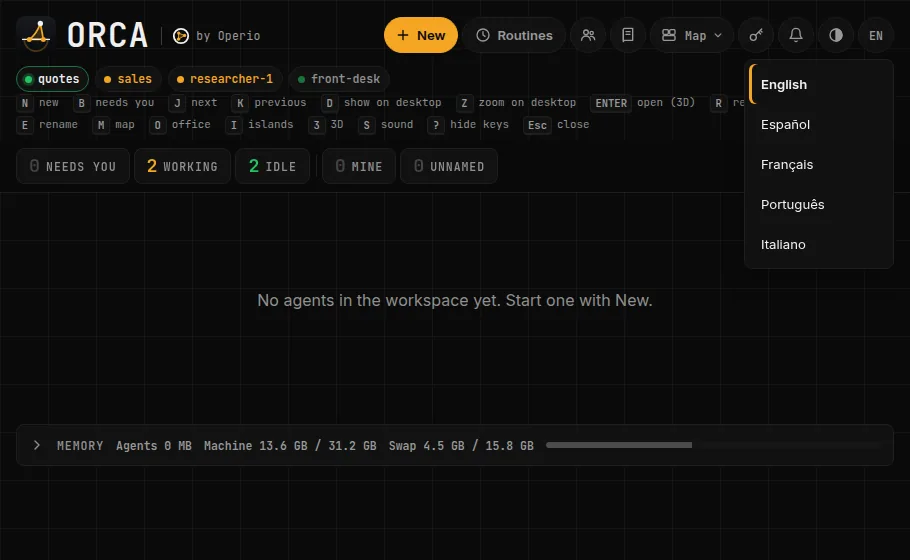 ORCA by Operio
+ New
Routines
Map
EN
quotes sales researcher-1 front-desk
N new B needs you J next K previous D show on desktop Z zoom on desktop ENTER open (3D) R
E rename M map O office I islands 3 3D S sound ? hide keys Esc close
0 NEEDS YOU 2 WORKING 2 IDLE 0 MINE 0 UNNAMED
English
Español
Français
Português
Italiano
No agents in the workspace yet. Start one with New.
MEMORY Agents 0 MB Machine 13.6 GB / 31.2 GB Swap 4.5 GB / 15.8 GB